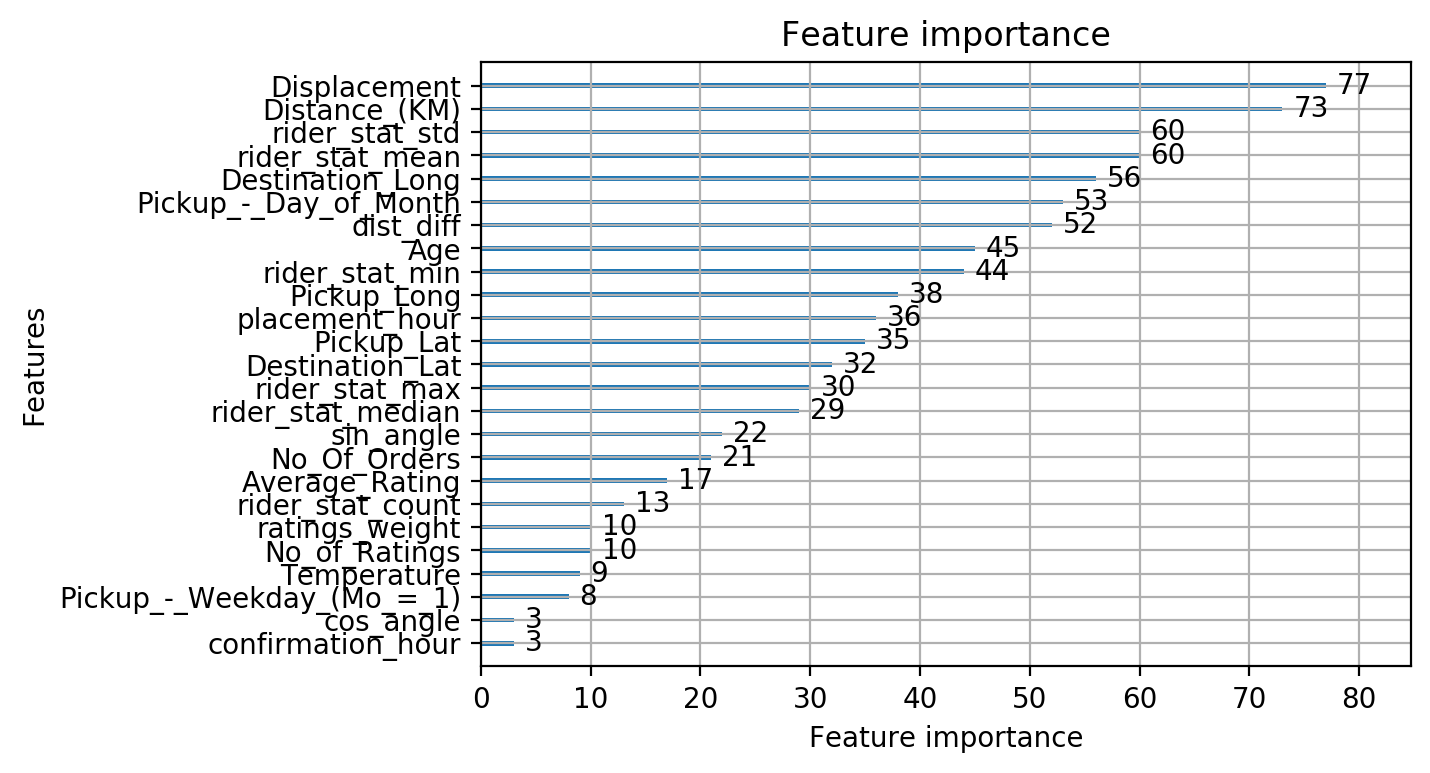 Feature importance
Displacement 77
Distance_(KM) 73
rider_stat_std 60
rider_stat_mean 60
Destination_Long 56
Pickup_-_Day_of_Month 53
dist_diff 52
Age 45
rider_stat_min 44
Pickup_Long 38
placement_hour 36
Pickup_Lat 35
Destination_Lat 32
rider_stat_max 30
rider_stat_median 29
sin_angle 22
No_Of_Orders 21
Average_Rating 17
rider_stat_count 13
ratings_weight 10
No_of_Ratings 10
Temperature 9
Pickup_-_Weekday_(Mo_=_1) 8
cos_angle 3
confirmation_hour 3
Features
0 10 20 30 40 50 60 70 80
Feature importance